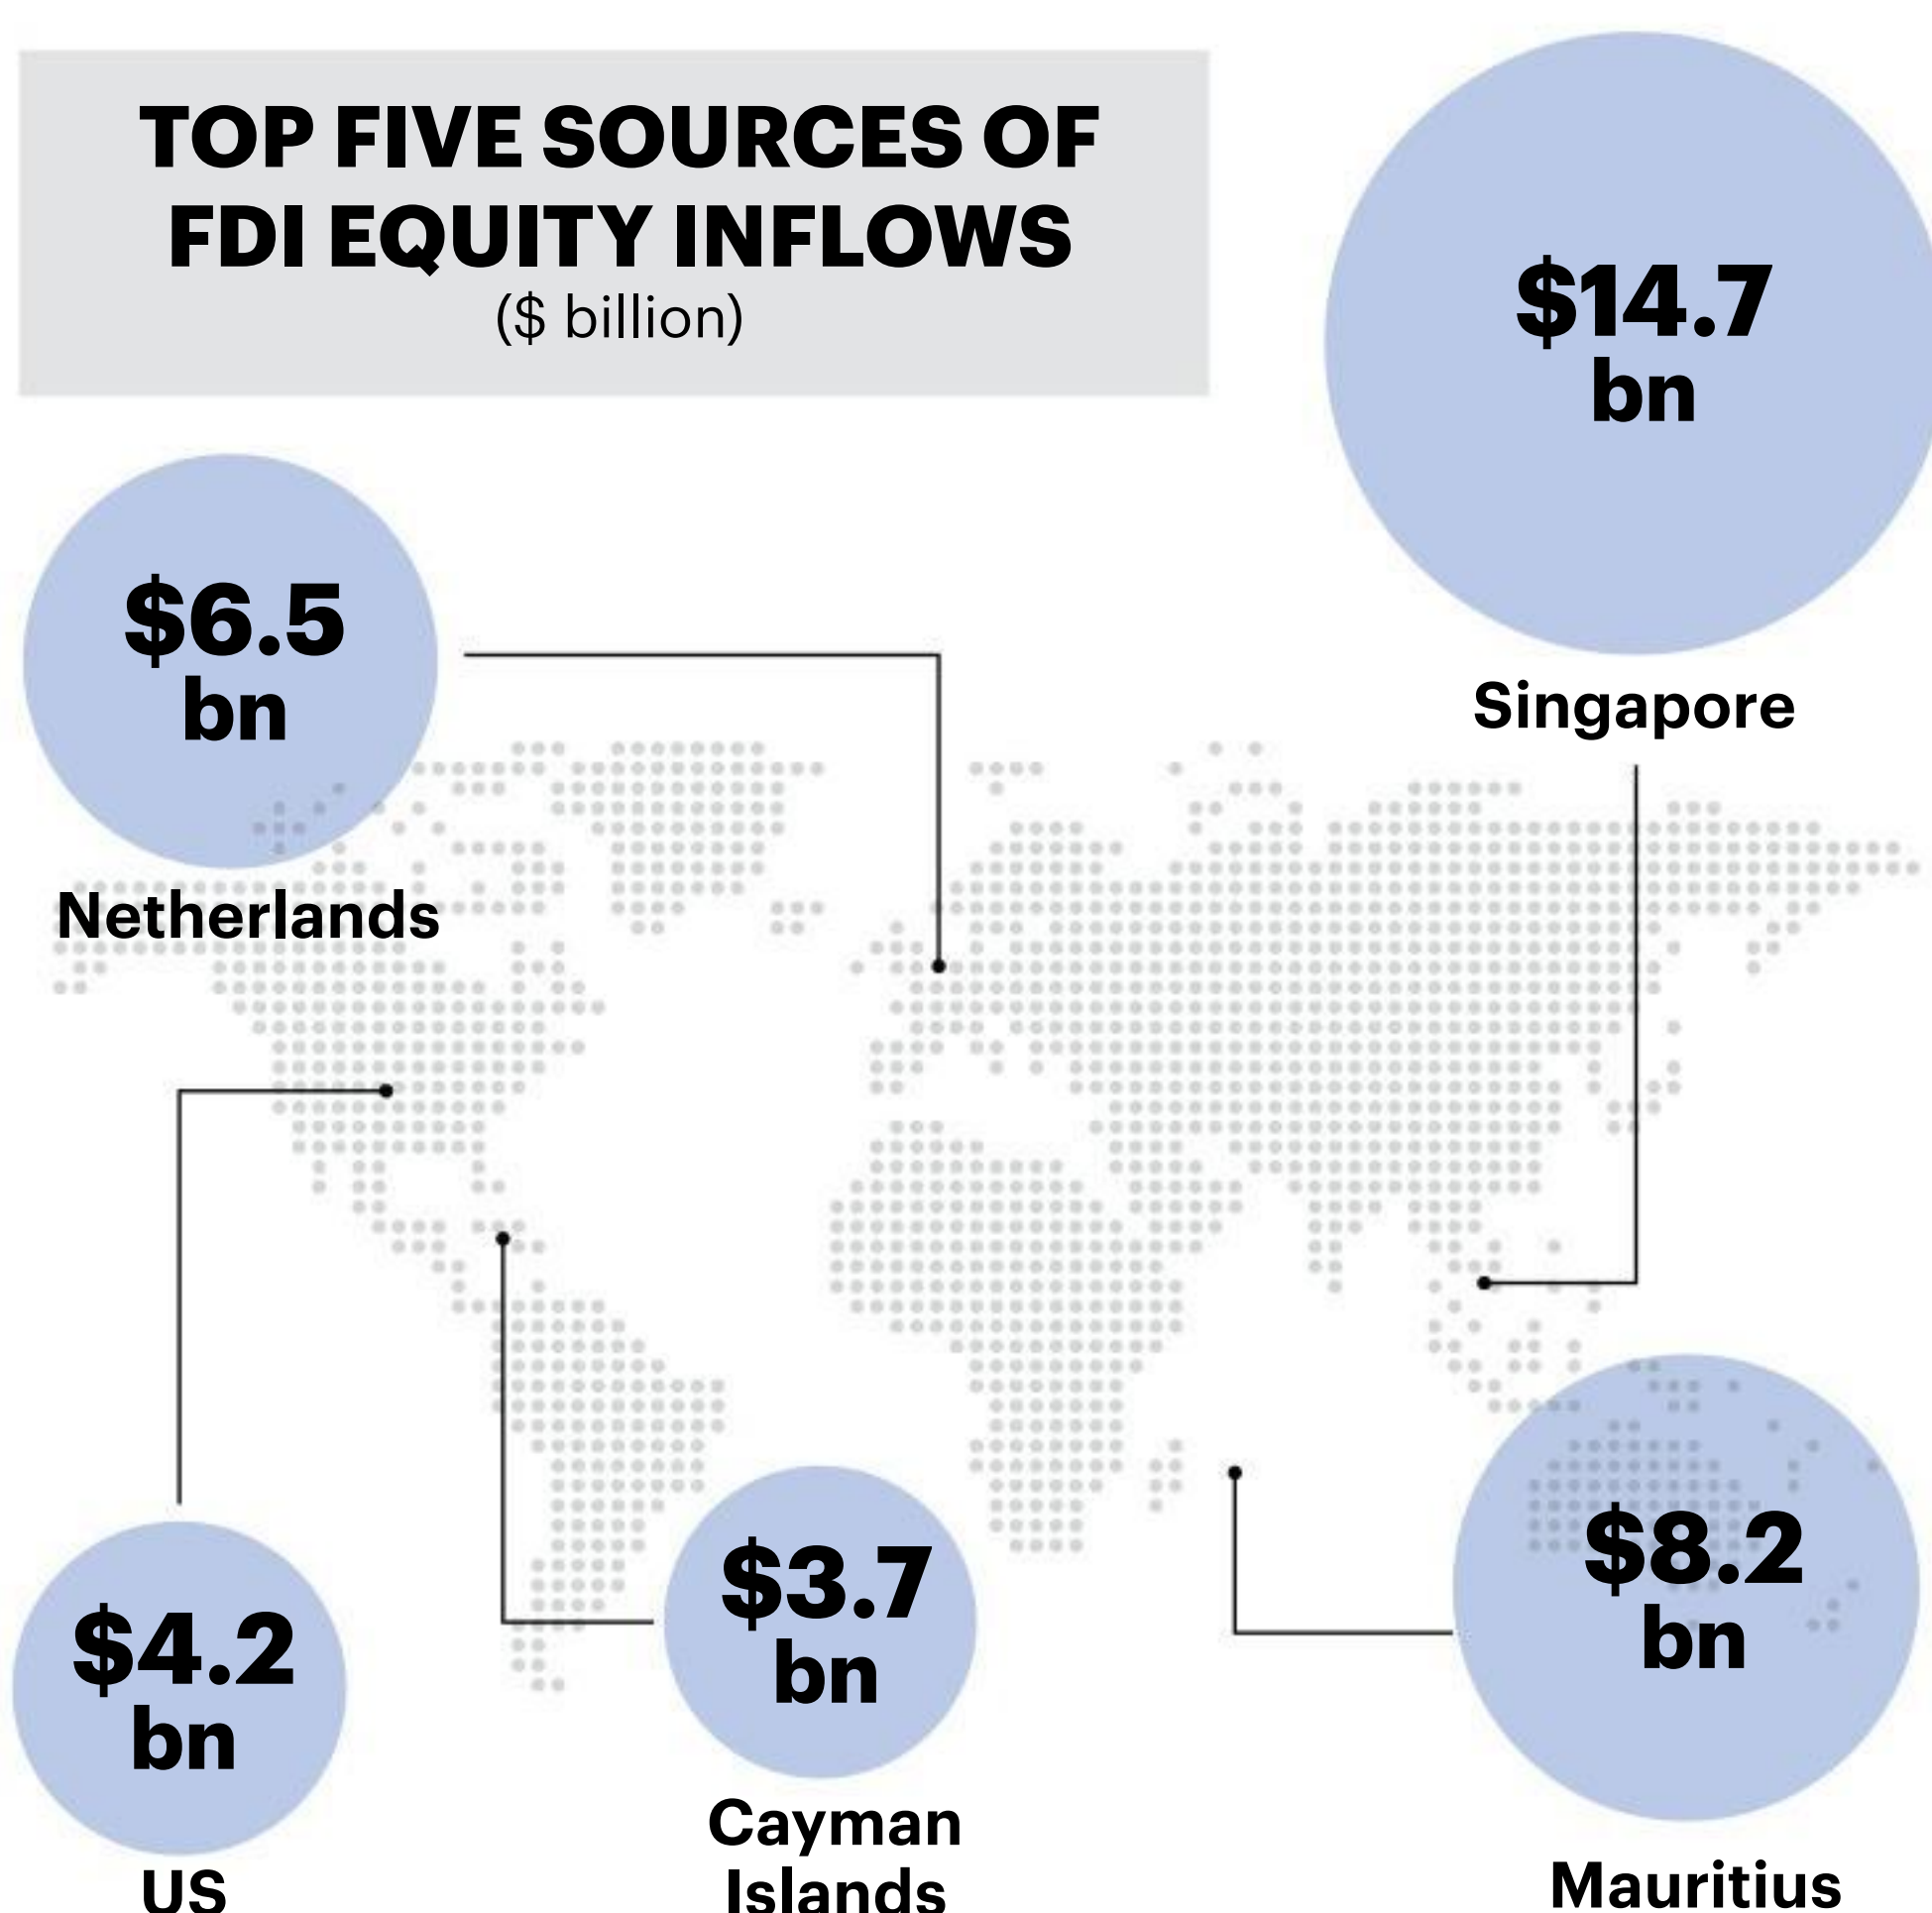 TOP FIVE SOURCES OF
FDI EQUITY INFLOWS
($ billion)
$14.7
bn
Singapore
$6.5
bn
Netherlands
$4.2
bn
US
$3.7
bn
Cayman
Islands
$8.2
bn
Mauritius